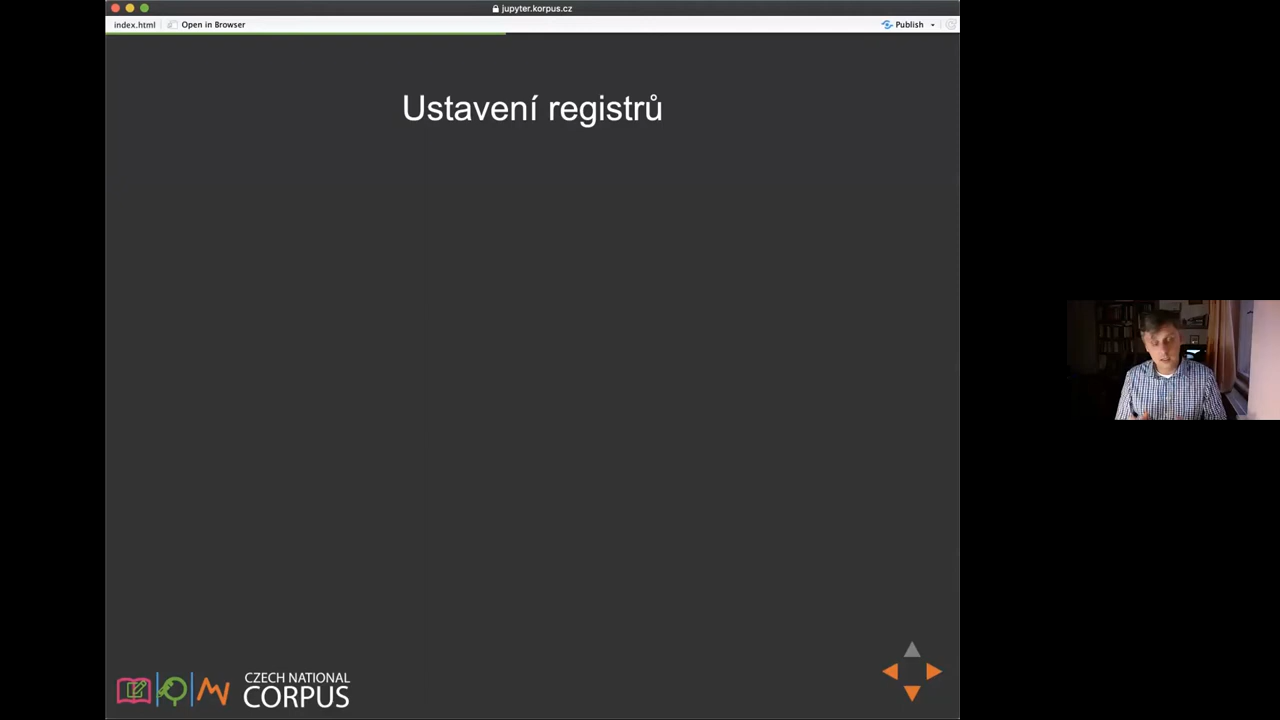 jupyter.korpus.cz
index.html Open in Browser Publish
Ustavení registrů
CZECH NATIONAL
CORPUS